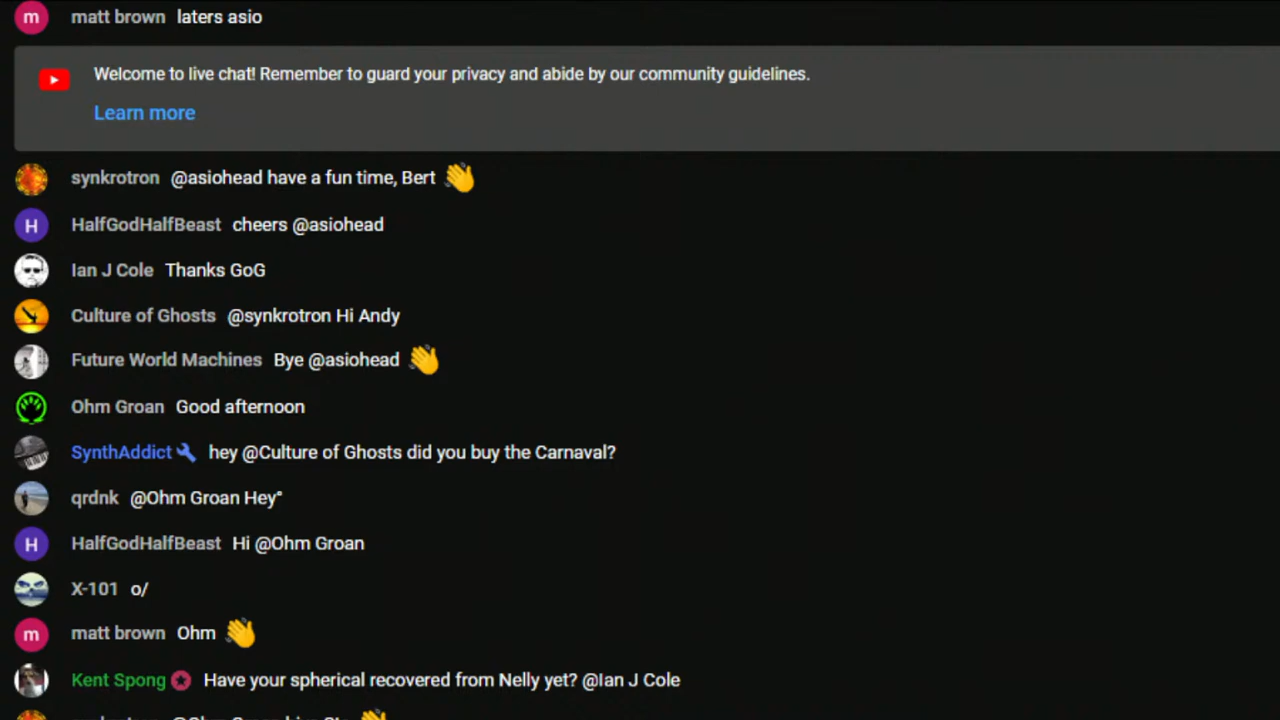 m matt brown laters asio
Welcome to live chat! Remember to guard your privacy and abide by our community guidelines.
Learn more
synkrotron @asiohead have a fun time, Bert 👋
H HalfGodHalfBeast cheers @asiohead
Ian J Cole Thanks GoG
Culture of Ghosts @synkrotron Hi Andy
Future World Machines Bye @asiohead 👋
Ohm Groan Good afternoon
SynthAddict hey @Culture of Ghosts did you buy the Carnaval?
qrdnk @Ohm Groan Hey°
H HalfGodHalfBeast Hi @Ohm Groan
X-101 o/
m matt brown Ohm 👋
Kent Spong Have your spherical recovered from Nelly yet? @Ian J Cole